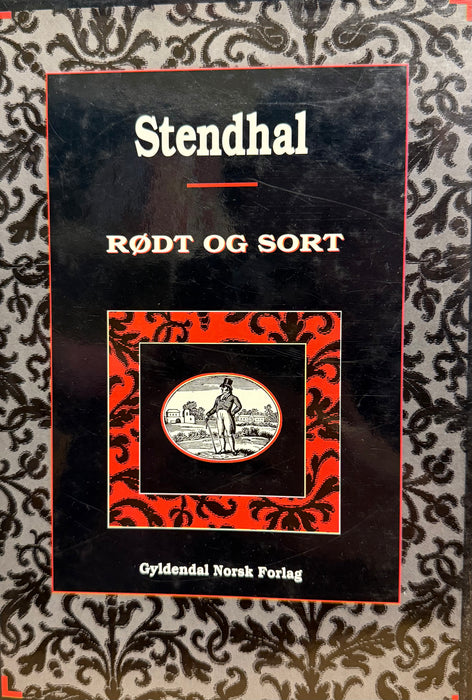 Stendhal
RØDT OG SORT
Gyldendal Norsk Forlag